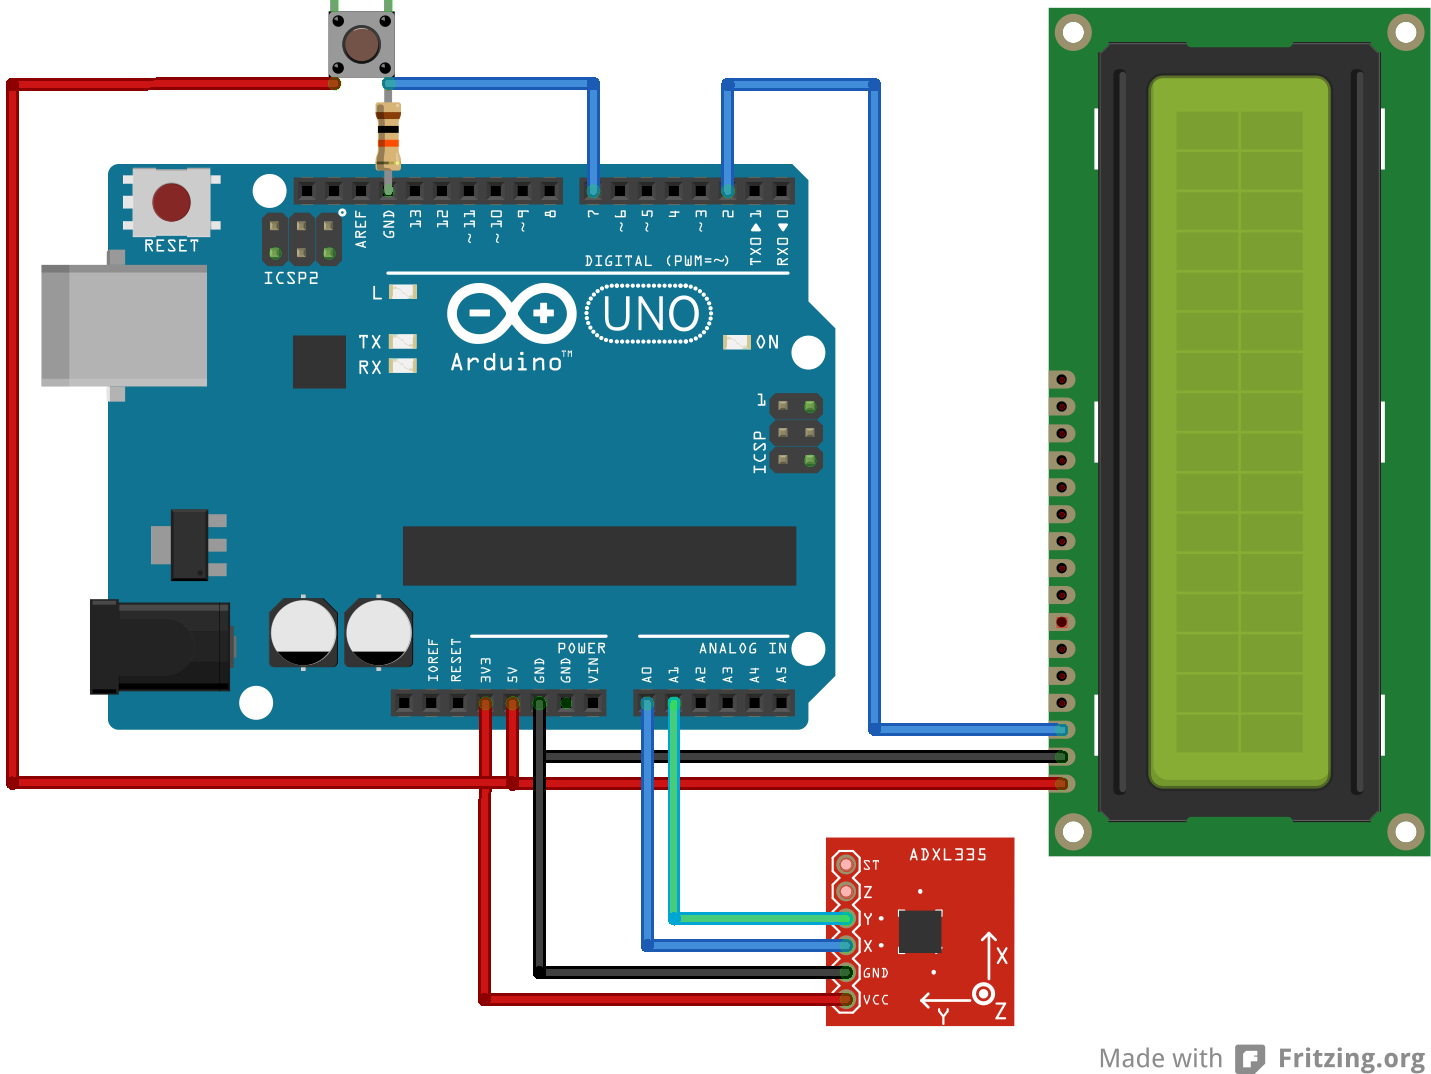 RESET
ICSP2
AREF
GND
13
12
~11
~10
~9
8
7
~6
~5
4
~3
2
TX0▶1
RX0◀0
DIGITAL (PWM=~)
L
TX
RX
UNO
Arduino™
ON
1
ICSP
POWER
ANALOG IN
IOREF
RESET
3V3
5V
GND
GND
VIN
A0
A1
A2
A3
A4
A5
ADXL335
ST
Z
Y
X
GND
VCC
X
Y
Z
Made with Fritzing.org